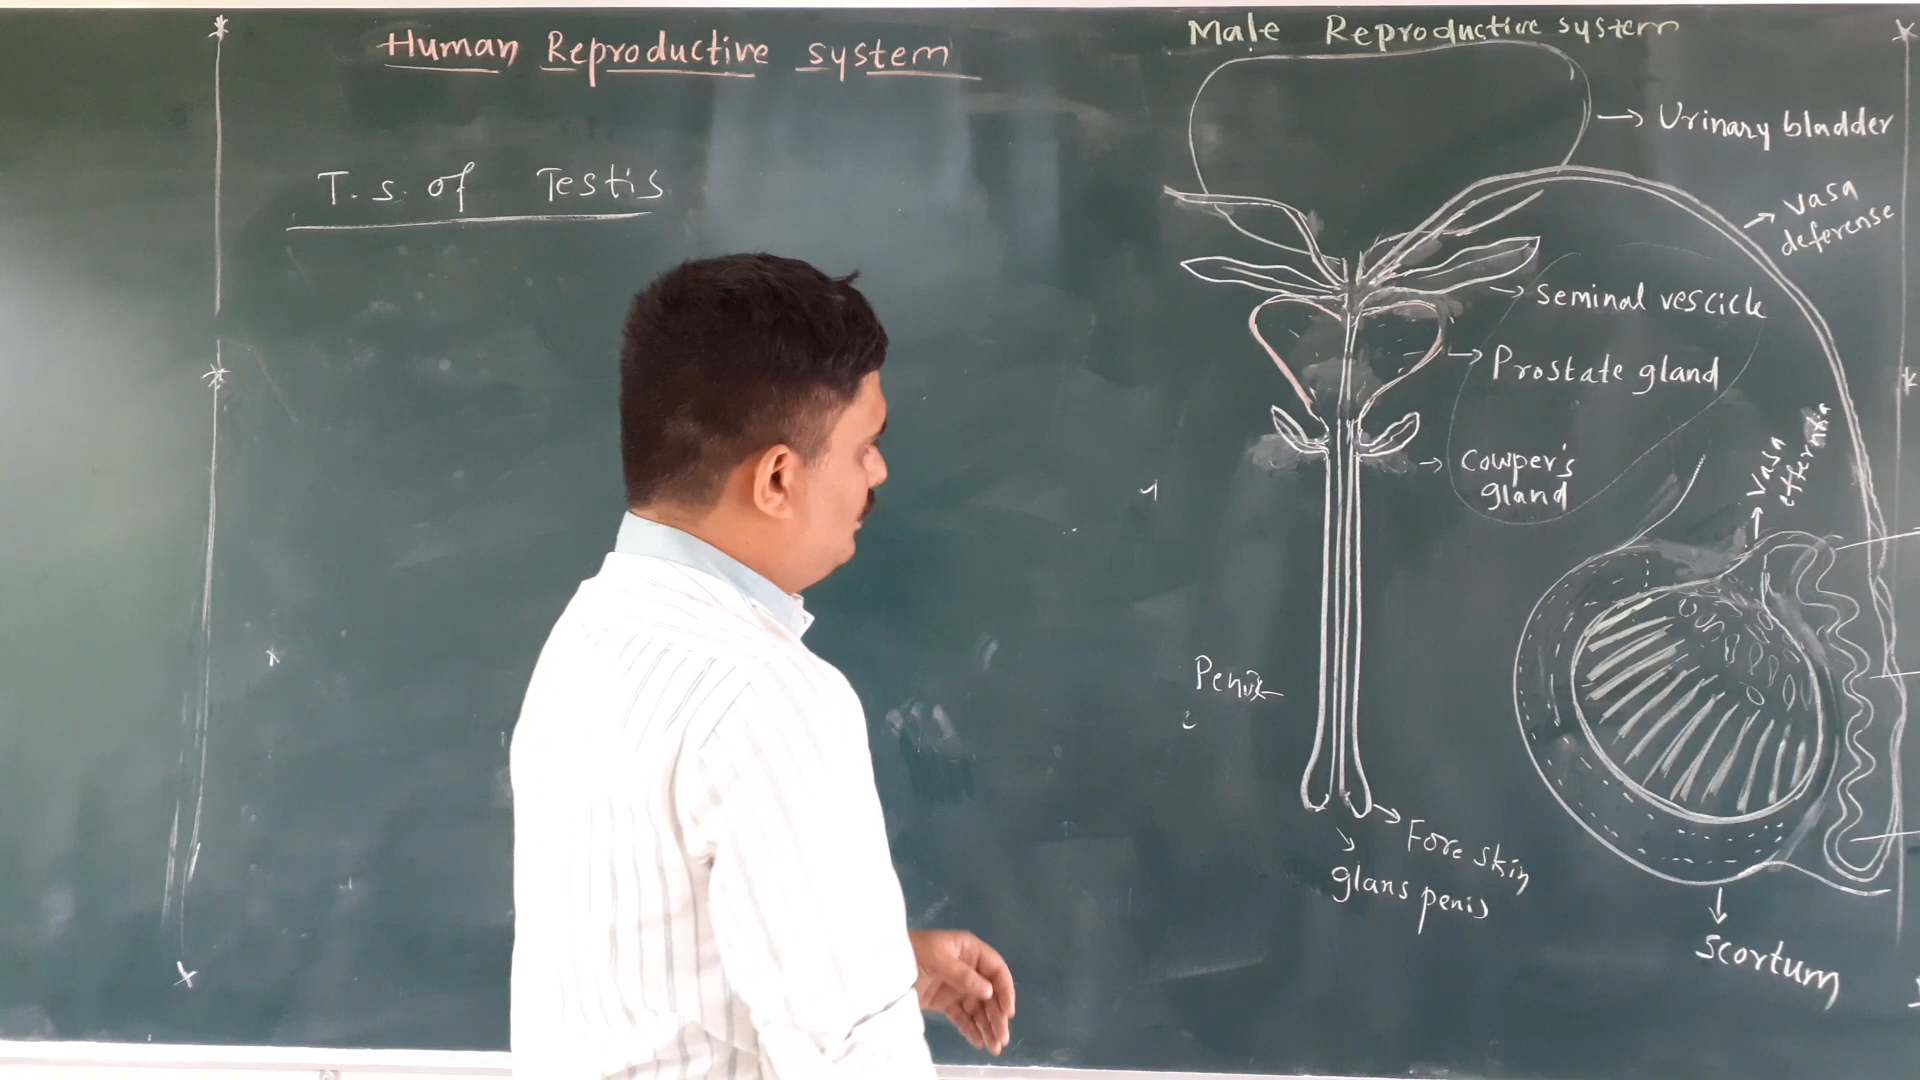 Human Reproductive system
T.s. of Testis
Male Reproductive system
Urinary bladder
vasa
deferense
seminal vescicle
Prostate gland
Cowper's
gland
vasa
Penis
Fore skin
glans penis
scortum